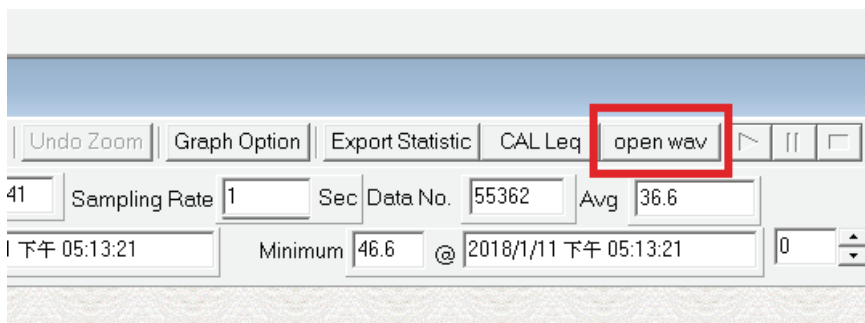 Undo Zoom Graph Option Export Statistic CAL Leq open wav
41 Sampling Rate 1 Sec Data No. 55362 Avg 36.6
下午 05:13:21 Minimum 46.6 @ 2018/1/11 下午 05:13:21 0